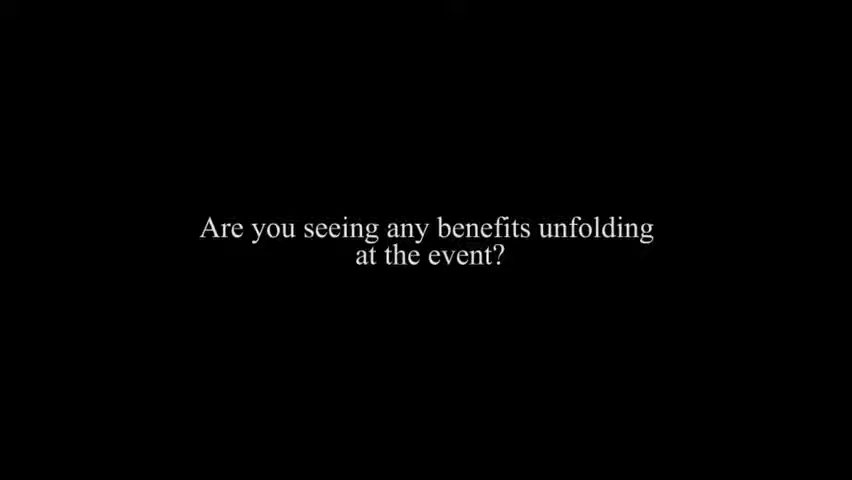 Are you seeing any benefits unfolding
at the event?